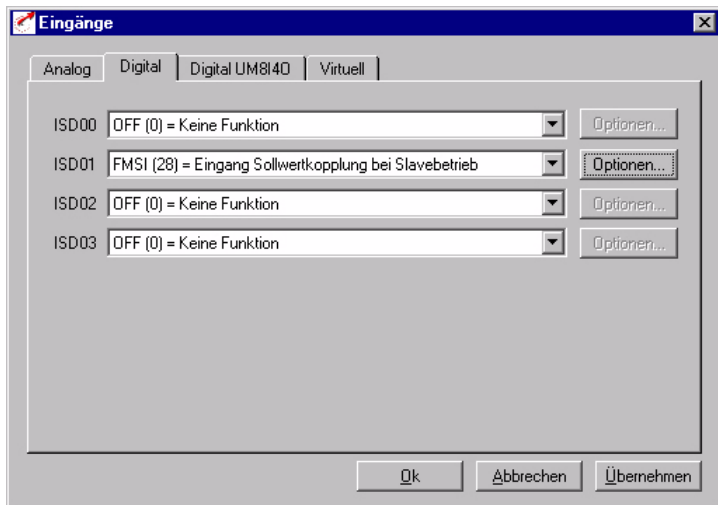 Eingänge
Analog Digital Digital UM8I4O Virtuell
ISD00 OFF (0) = Keine Funktion Optionen...
ISD01 FMSI (28) = Eingang Sollwertkopplung bei Slavebetrieb Optionen...
ISD02 OFF (0) = Keine Funktion Optionen...
ISD03 OFF (0) = Keine Funktion Optionen...
Ok Abbrechen Übernehmen